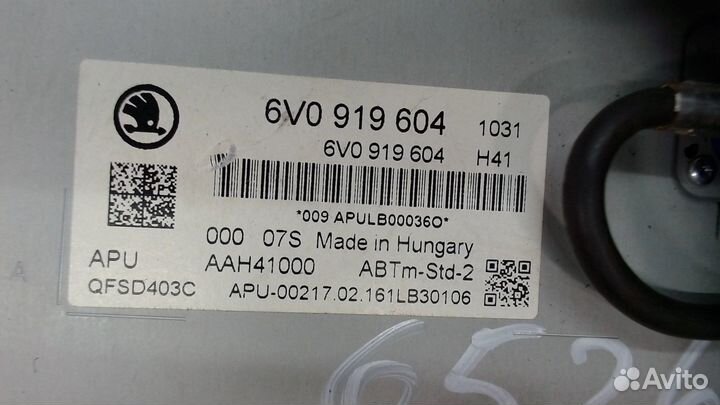 6V0 919 604 1031
6V0 919 604 H41
*009 APULB00036O*
000 07S Made in Hungary
APU AAH41000 ABTm-Std-2
QFSD403C APU-00217.02.161LB30106
6526
A
Avito